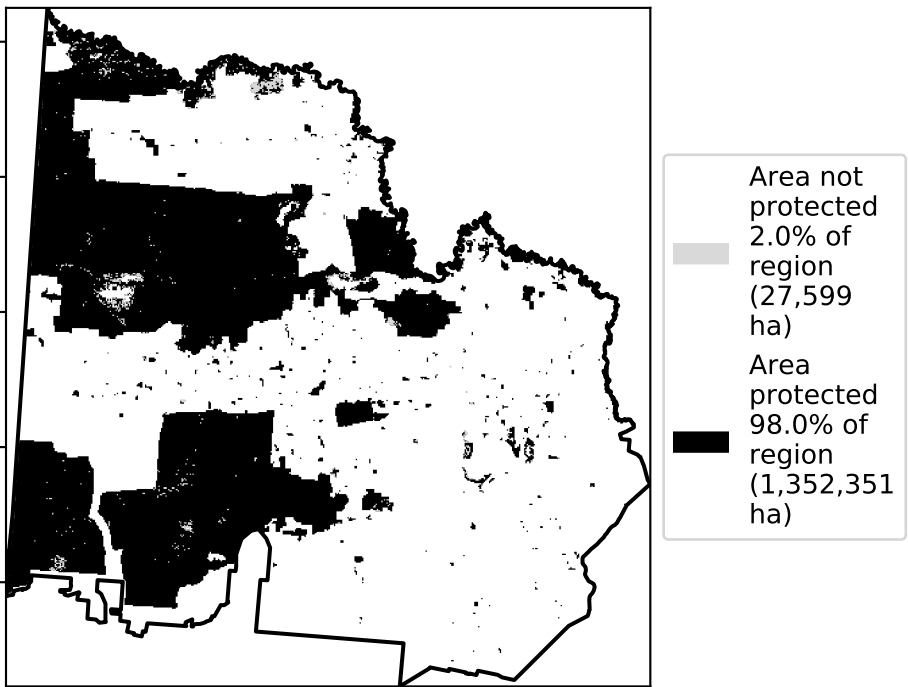 Area not
protected
2.0% of
region
(27,599
ha)
Area
protected
98.0% of
region
(1,352,351
ha)